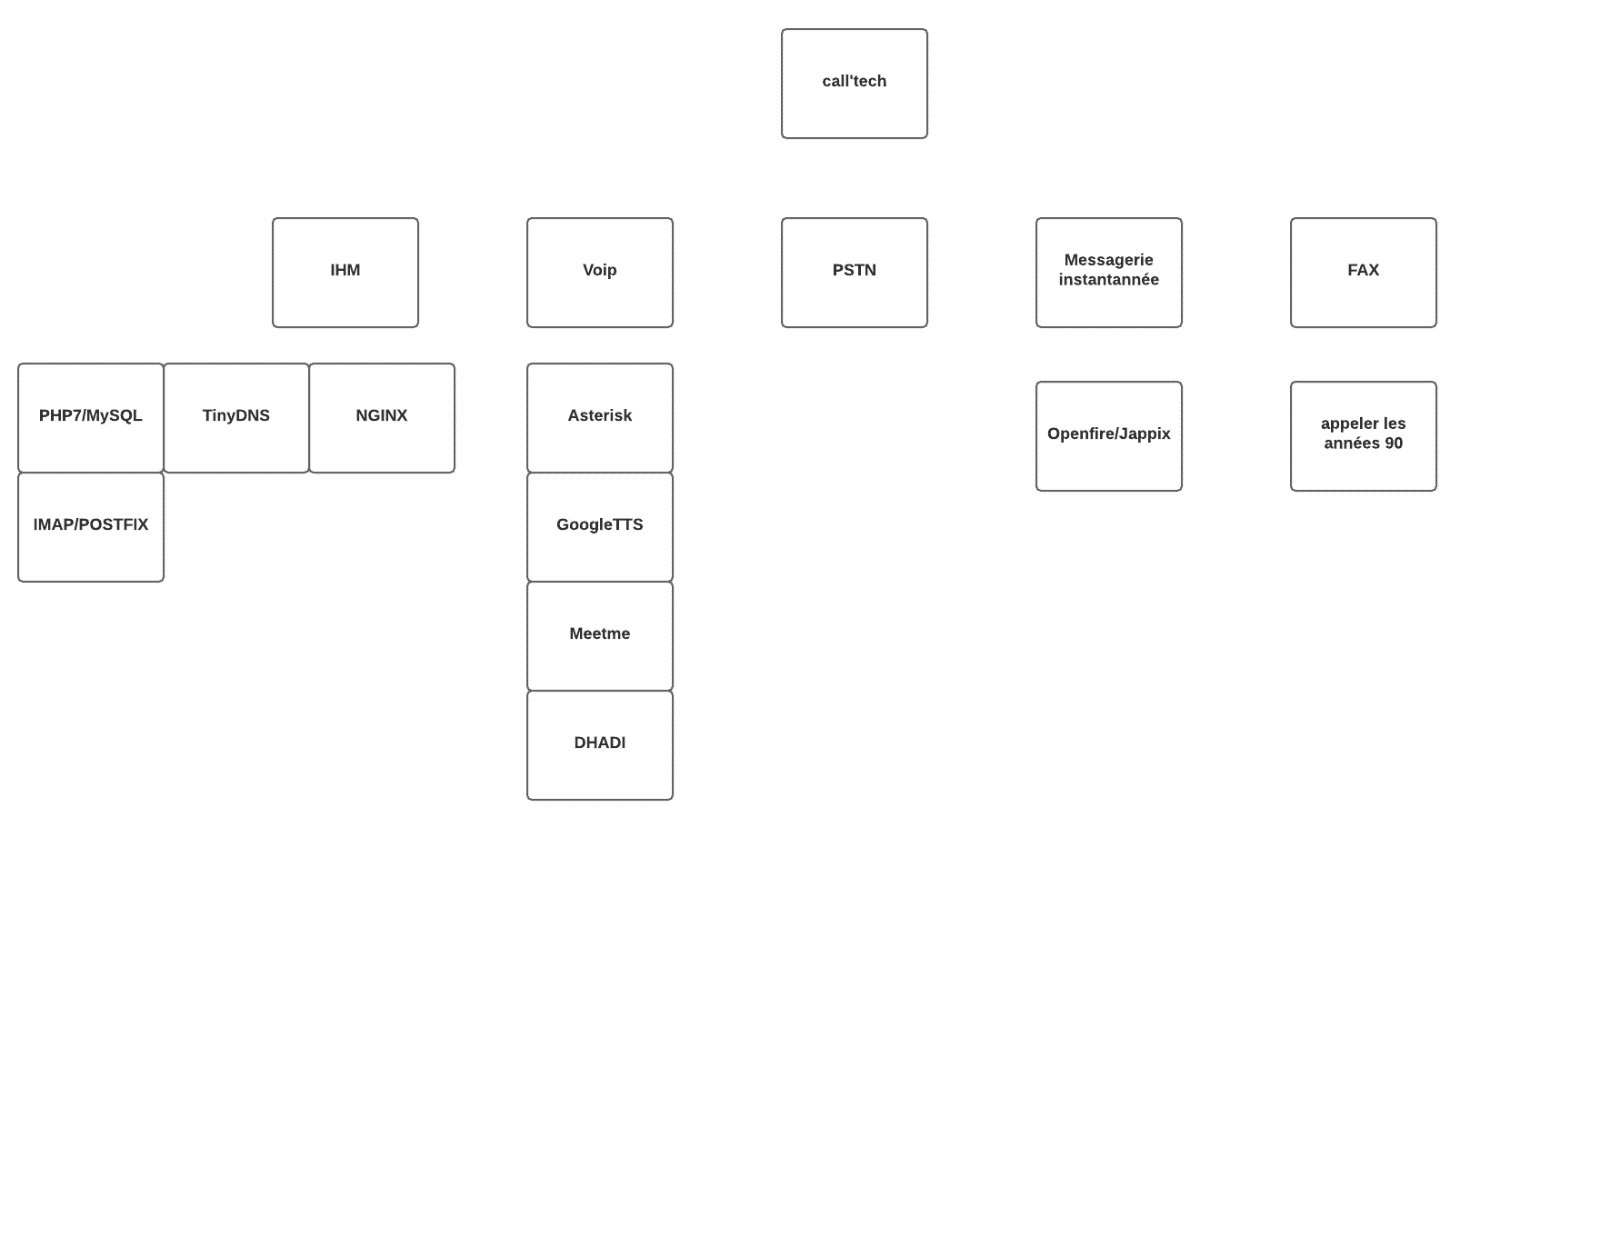 call'tech
IHM
Voip
PSTN
Messagerie
instantannée
FAX
PHP7/MySQL
TinyDNS
NGINX
Asterisk
Openfire/Jappix
appeler les
années 90
IMAP/POSTFIX
GoogleTTS
Meetme
DHADI